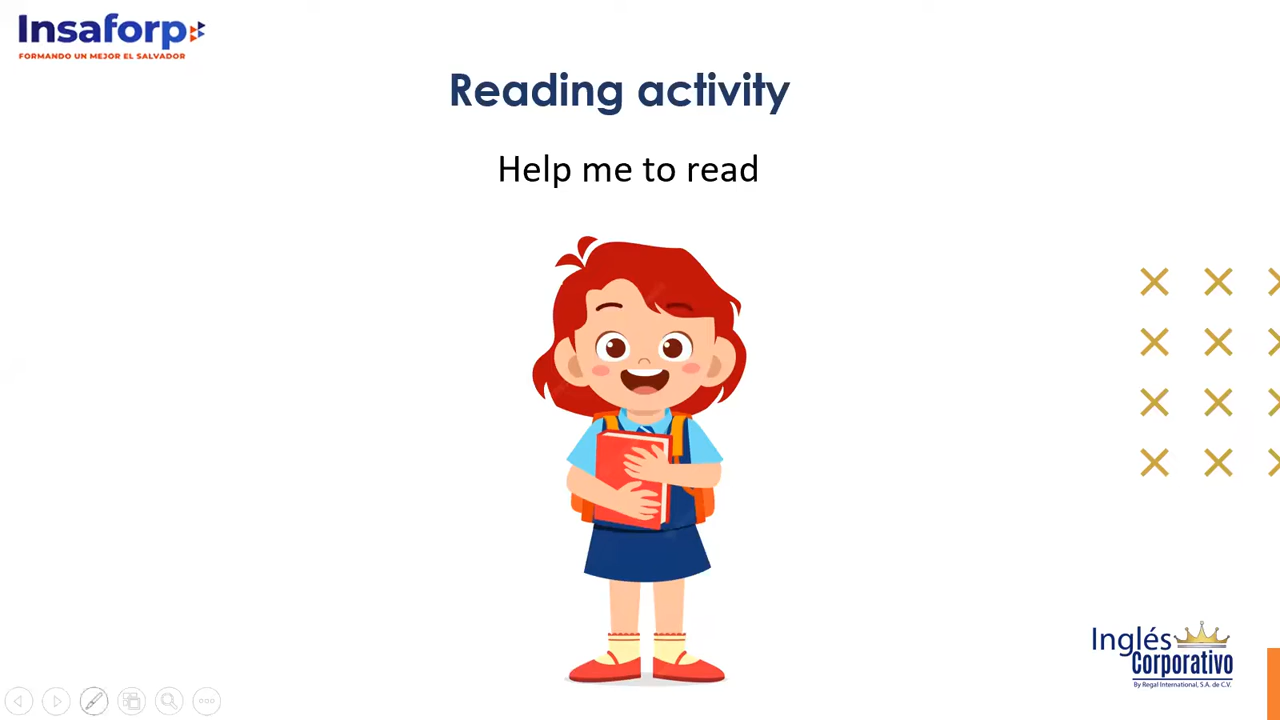 Insaforp
FORMANDO UN MEJOR EL SALVADOR
Reading activity
Help me to read
Inglés
Corporativo
By Regal International, S.A. de C.V.